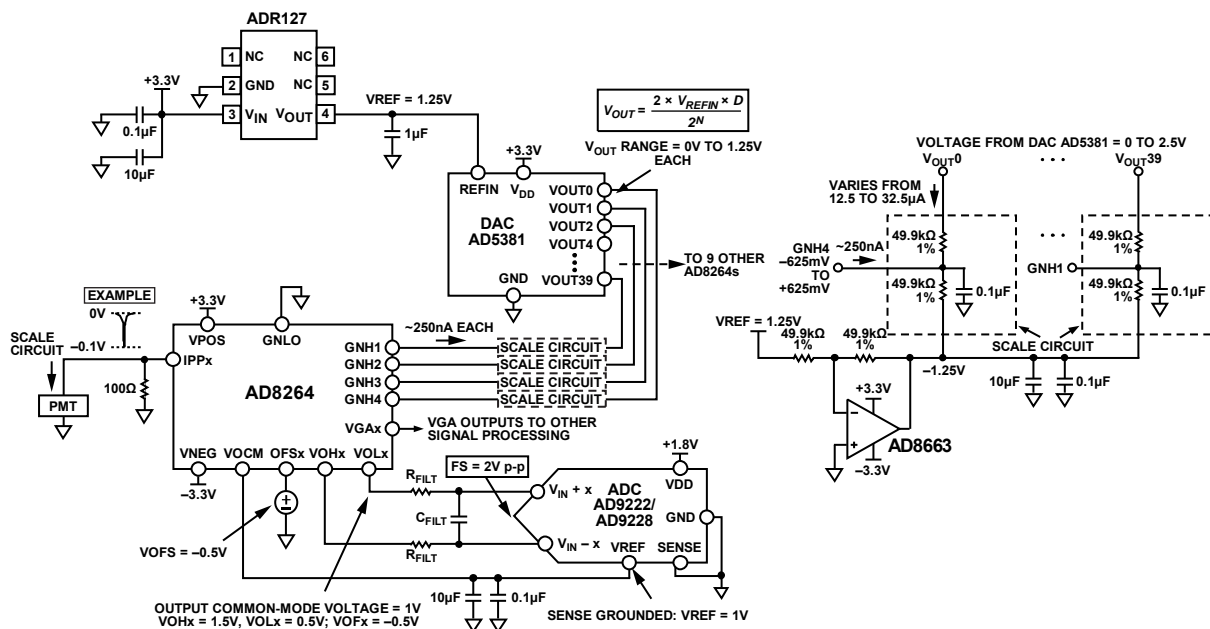 ADR127
1 NC
NC 6
2 GND
NC 5
3 VIN
VOUT 4
+3.3V
0.1µF
10µF
VREF = 1.25V
1µF
VOUT = 2 × VREFIN × D
2N
VOUT RANGE = 0V TO 1.25V
EACH
+3.3V
REFIN
VDD
DAC
AD5381
VOUT0
VOUT1
VOUT2
VOUT4
VOUT39
GND
TO 9 OTHER
AD8264s
VOLTAGE FROM DAC AD5381 = 0 TO 2.5V
VOUT0
VOUT39
VARIES FROM
12.5 TO 32.5µA
49.9kΩ
1%
49.9kΩ
1%
GNH4
–625mV
TO
+625mV
~250nA
GNH1
49.9kΩ
1%
0.1µF
49.9kΩ
1%
0.1µF
VREF = 1.25V
49.9kΩ
1%
49.9kΩ
1%
SCALE CIRCUIT
–1.25V
10µF
0.1µF
+3.3V
–
+
AD8663
–3.3V
EXAMPLE
0V
–0.1V
SCALE
CIRCUIT
PMT
100Ω
+3.3V
VPOS
GNLO
IPPx
AD8264
GNH1
GNH2
GNH3
GNH4
VGAx
~250nA EACH
SCALE CIRCUIT
SCALE CIRCUIT
SCALE CIRCUIT
SCALE CIRCUIT
VGA OUTPUTS TO OTHER
SIGNAL PROCESSING
VNEG
VOCM
OFSx
VOHx
VOLx
–3.3V
VOFS = –0.5V
RFILT
CFILT
RFILT
FS = 2V p-p
+1.8V
VDD
VIN + x
ADC
AD9222/
AD9228
GND
VIN – x
VREF
SENSE
10µF
0.1µF
OUTPUT COMMON-MODE VOLTAGE = 1V
VOHx = 1.5V, VOLx = 0.5V; VOFx = –0.5V
SENSE GROUNDED: VREF = 1V